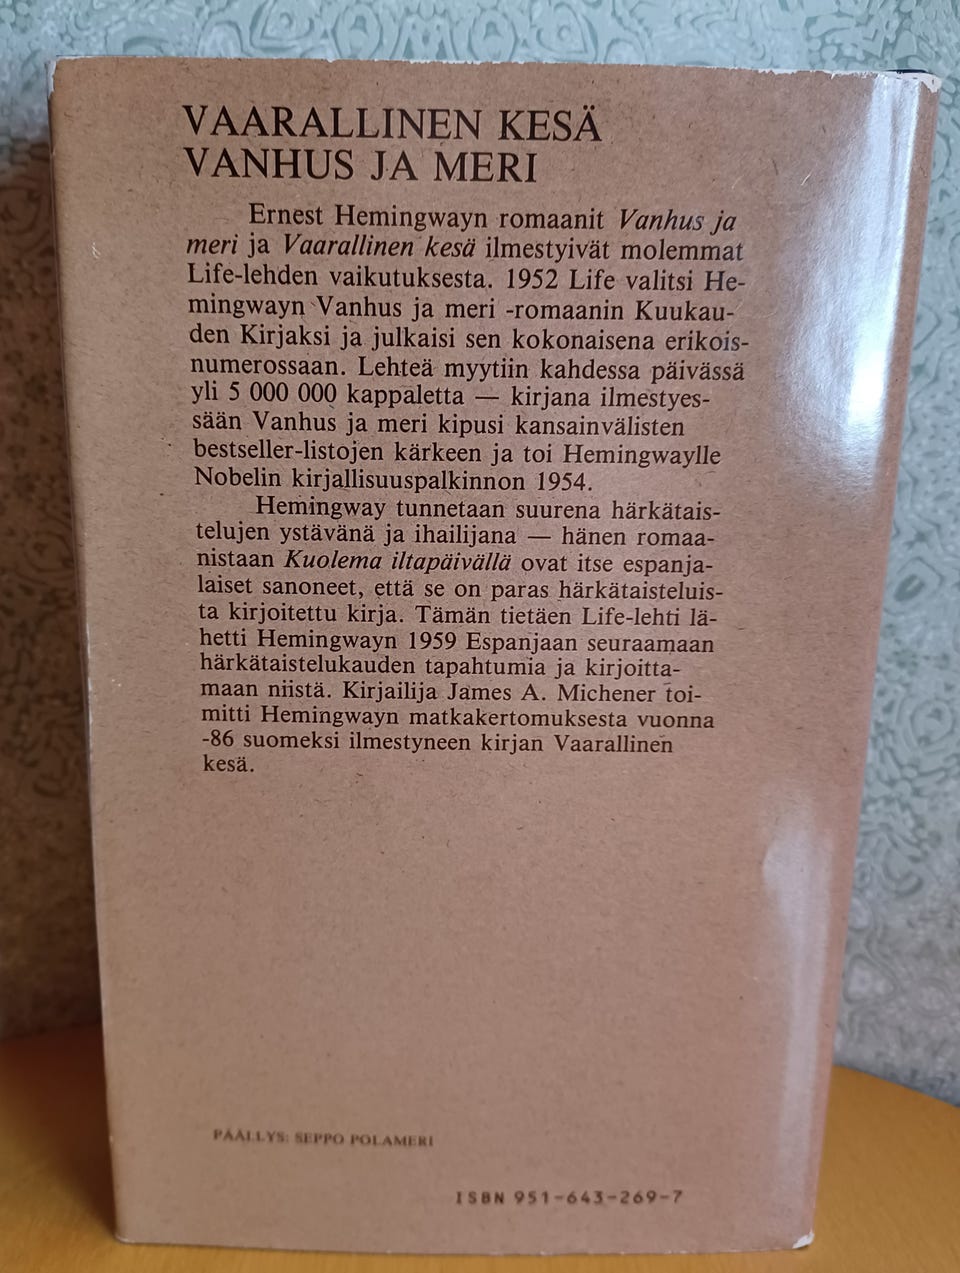 VAARALLINEN KESÄ
VANHUS JA MERI
Ernest Hemingwayn romaanit Vanhus ja
meri ja Vaarallinen kesä ilmestyivät molemmat
Life-lehden vaikutuksesta. 1952 Life valitsi He-
mingwayn Vanhus ja meri -romaanin Kuukau-
den Kirjaksi ja julkaisi sen kokonaisena erikois-
numerossaan. Lehteä myytiin kahdessa päivässä
yli 5 000 000 kappaletta — kirjana ilmestyes-
sään Vanhus ja meri kipusi kansainvälisten
bestseller-listojen kärkeen ja toi Hemingwaylle
Nobelin kirjallisuuspalkinnon 1954.
Hemingway tunnetaan suurena härkätais-
telujen ystävänä ja ihailijana — hänen romaa-
nistaan Kuolema iltapäivällä ovat itse espanja-
laiset sanoneet, että se on paras härkätaisteluis-
ta kirjoitettu kirja. Tämän tietäen Life-lehti lä-
hetti Hemingwayn 1959 Espanjaan seuraamaan
härkätaistelukauden tapahtumia ja kirjoitta-
maan niistä. Kirjailija James A. Michener toi-
mitti Hemingwayn matkakertomuksesta vuonna
-86 suomeksi ilmestyneen kirjan Vaarallinen
kesä.
PÄÄLLYS: SEPPO POLAMERI
ISBN 951-643-269-7